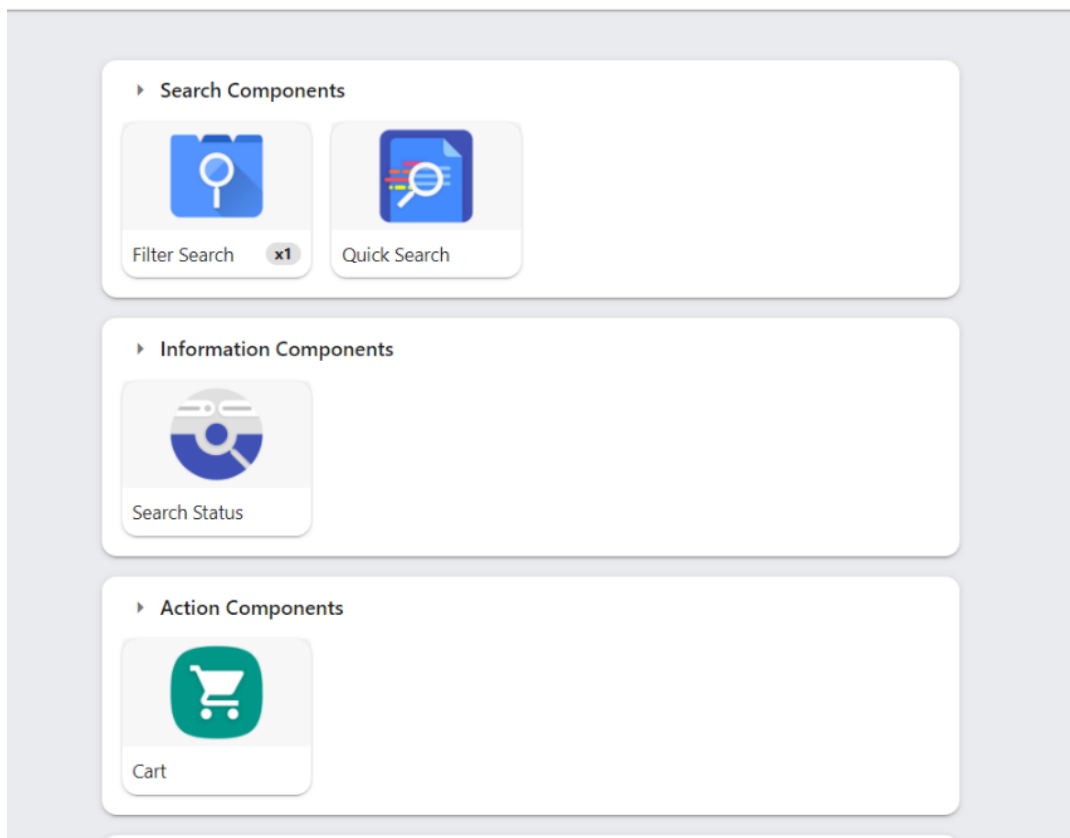 Search Components
Filter Search x1 Quick Search
Information Components
Search Status
Action Components
Cart